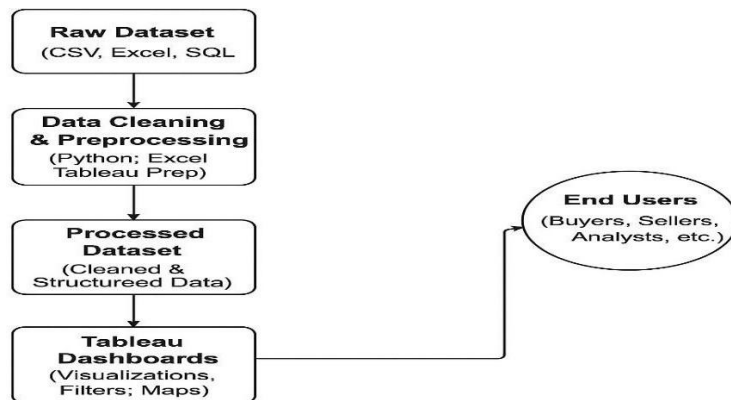 Raw Dataset
(CSV, Excel, SQL
Data Cleaning
& Preprocessing
(Python; Excel
Tableau Prep)
Processed
Dataset
(Cleaned &
Structureed Data)
Tableau
Dashboards
(Visualizations,
Filters; Maps)
End Users
(Buyers, Sellers,
Analysts, etc.)